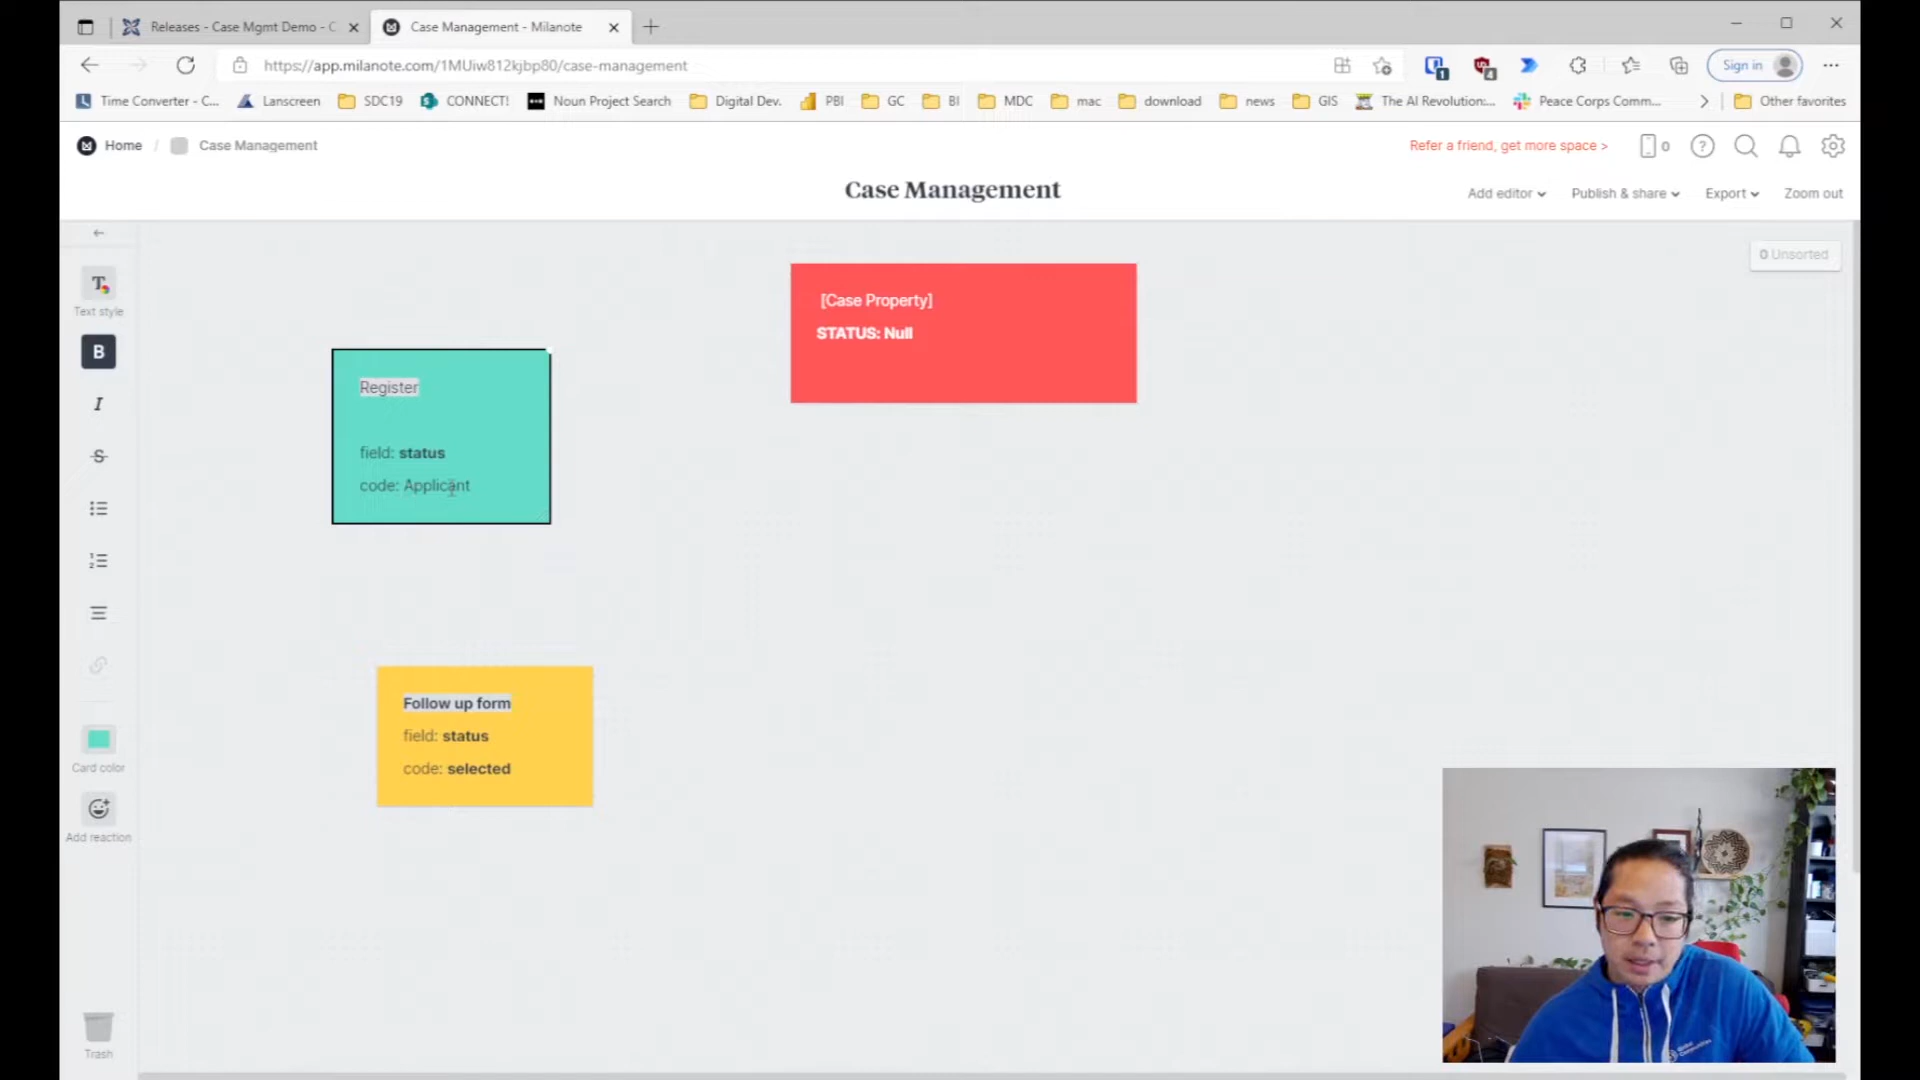 Releases - Case Mgmt Demo - C
Case Management - Milanote
https://app.milanote.com/1MUiw812kjbp80/case-management
1
4
Sign in
Time Converter - C...
Lanscreen
SDC19
CONNECT!
Noun Project Search
Digital Dev.
PBI
GC
BI
MDC
mac
download
news
GIS
The AI Revolution:...
Peace Corps Comm...
Other favorites
Home / Case Management
Refer a friend, get more space >
0
Case Management
Add editor
Publish & share
Export
Zoom out
0 Unsorted
Text style
B
I
S
Card color
Add reaction
Trash
[Case Property]
STATUS: Null
Register
field: status
code: Applicant
Follow up form
field: status
code: selected